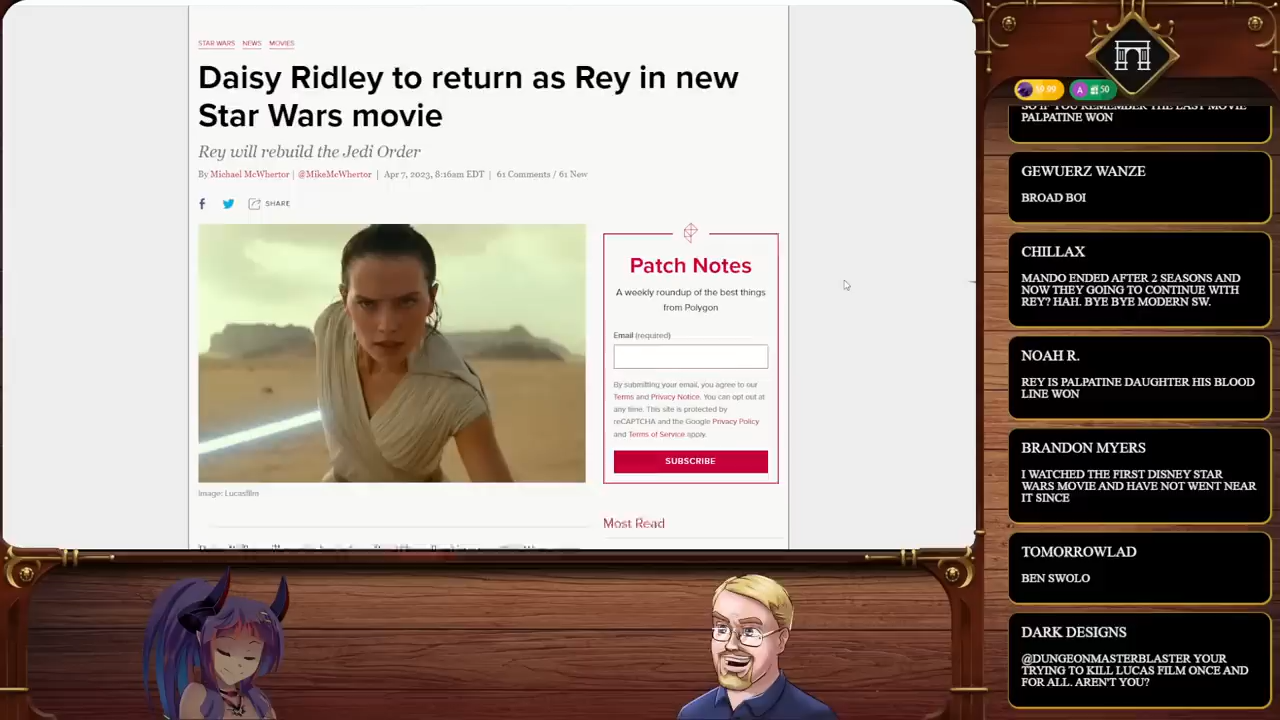 STAR WARS NEWS MOVIES
Daisy Ridley to return as Rey in new
Star Wars movie
Rey will rebuild the Jedi Order
By Michael McWhertor | @MikeMcWhertor | Apr 7, 2023, 8:16am EDT | 61 Comments / 61 New
SHARE
Image: Lucasfilm
Patch Notes
A weekly roundup of the best things
from Polygon
Email (required)
By submitting your email, you agree to our
Terms and Privacy Notice. You can opt out at
any time. This site is protected by
reCAPTCHA and the Google Privacy Policy
and Terms of Service apply.
SUBSCRIBE
Most Read
A 50
SO IF YOU REMEMBER THE LAST MOVIE
PALPATINE WON
GEWUERZ WANZE
BROAD BOI
CHILLAX
MANDO ENDED AFTER 2 SEASONS AND
NOW THEY GOING TO CONTINUE WITH
REY? HAH. BYE BYE MODERN SW.
NOAH R.
REY IS PALPATINE DAUGHTER HIS BLOOD
LINE WON
BRANDON MYERS
I WATCHED THE FIRST DISNEY STAR
WARS MOVIE AND HAVE NOT WENT NEAR
IT SINCE
TOMORROWLAD
BEN SWOLO
DARK DESIGNS
@DUNGEONMASTERBLASTER YOUR
TRYING TO KILL LUCAS FILM ONCE AND
FOR ALL. AREN'T YOU?